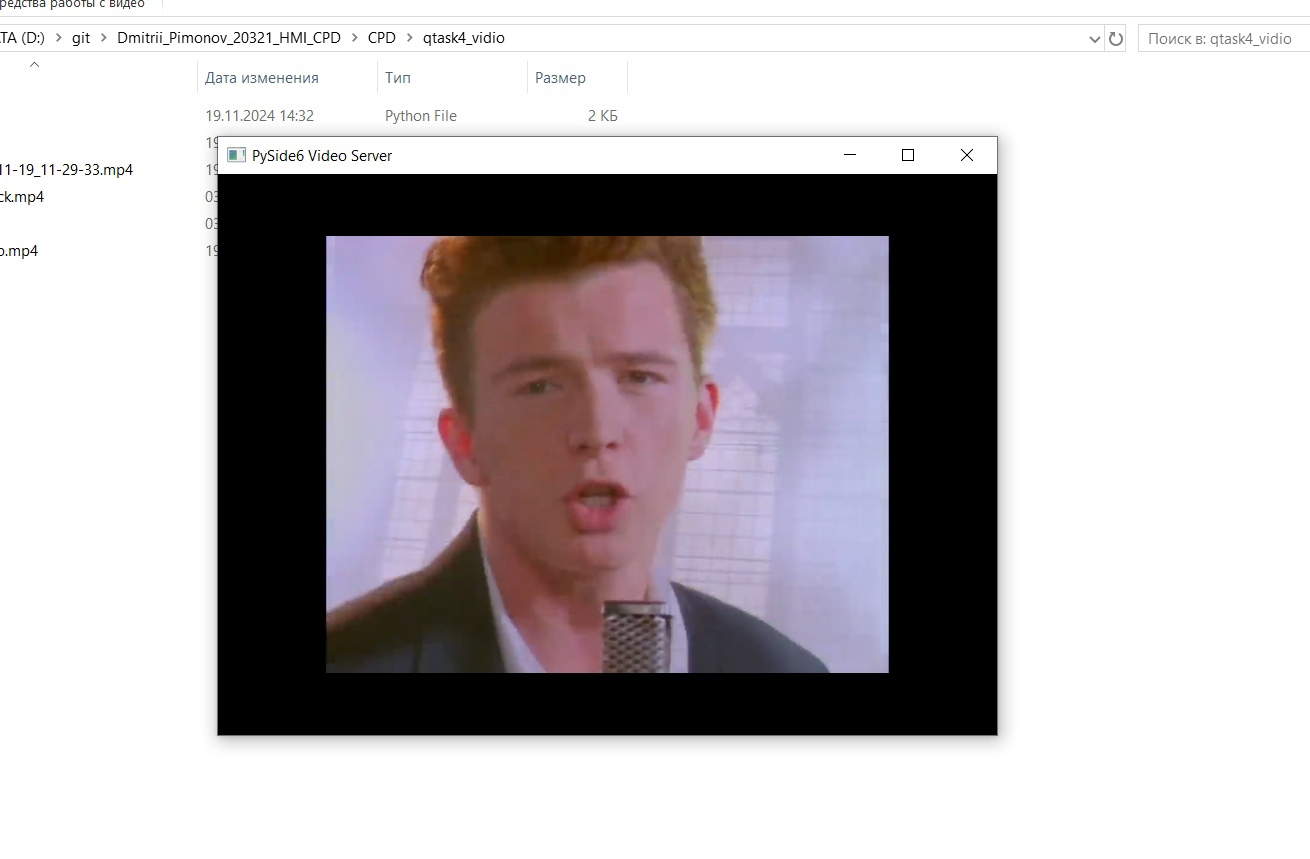 редства работы с видео
TA (D:) git Dmitrii_Pimonov_20321_HMI_CPD CPD qtask4_vidio
Поиск в: qtask4_vidio
Дата изменения Тип Размер
19.11.2024 14:32 Python File 2 КБ
19
PySide6 Video Server
11-19_11-29-33.mp4 19
ck.mp4 03
03
o.mp4 19